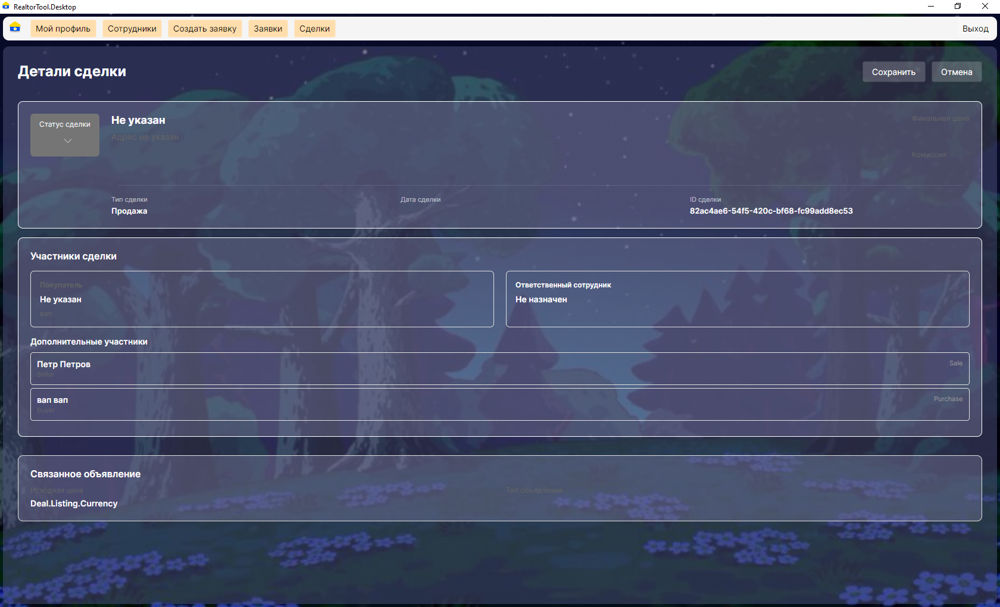 RealtorTool.Desktop
Мой профиль Сотрудники Создать заявку Заявки Сделки Выход
Детали сделки
Сохранить Отмена
Статус сделки
Не указан
Адрес не указан
Финальная цена
Комиссия
Тип сделки
Продажа
Дата сделки
ID сделки
82ac4ae6-54f5-420c-bf68-fc99add8ec53
Участники сделки
Покупатель
Не указан
вап
Ответственный сотрудник
Не назначен
Дополнительные участники
Петр Петров
Seller
Sale
вап вап
Buyer
Purchase
Связанное объявление
Исходная цена
Deal.Listing.Currency
Тип объявления